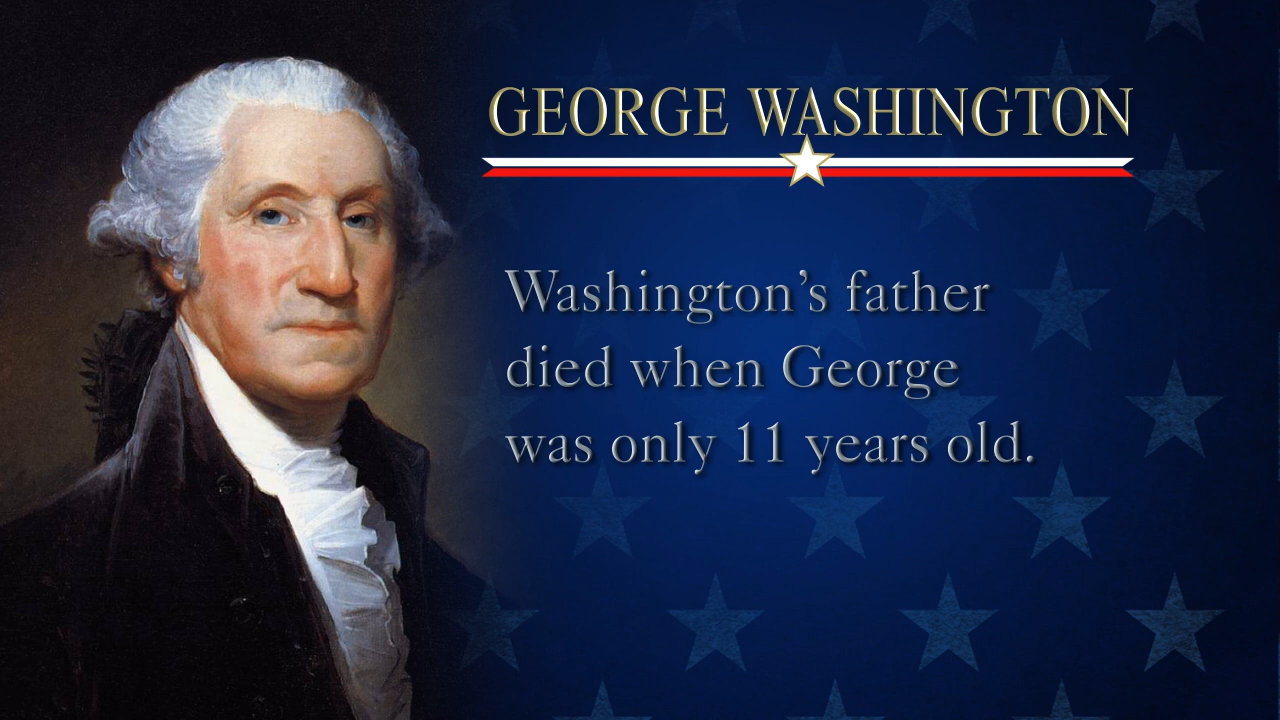 GEORGE WASHINGTON
Washington’s father
died when George
was only 11 years old.